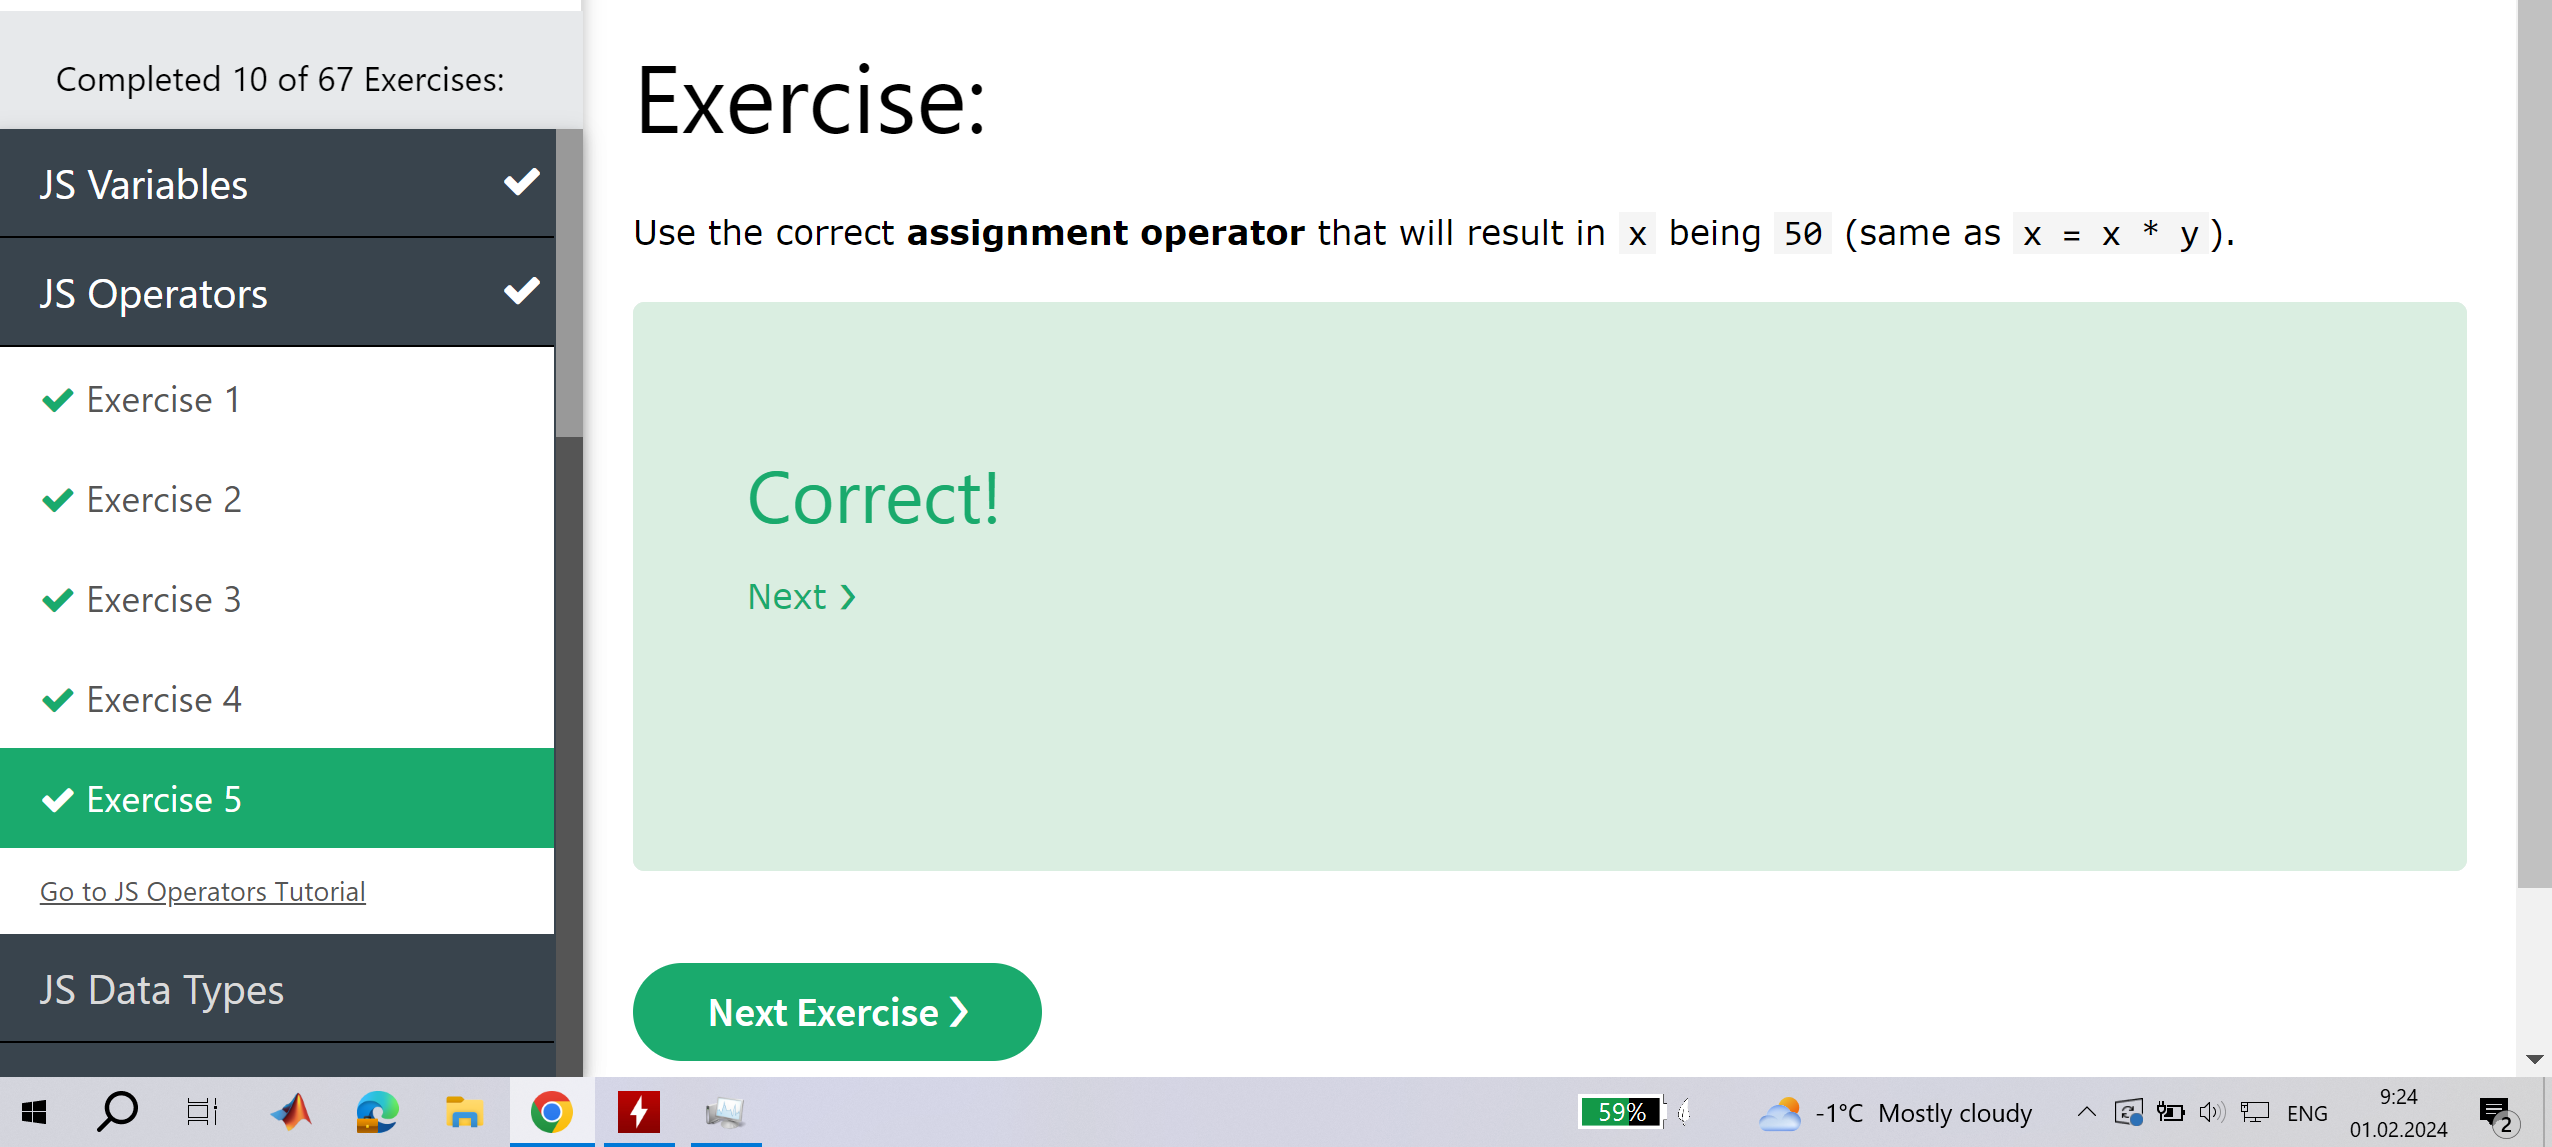 Completed 10 of 67 Exercises:
JS Variables
JS Operators
Exercise 1
Exercise 2
Exercise 3
Exercise 4
Exercise 5
Go to JS Operators Tutorial
JS Data Types
Exercise:
Use the correct assignment operator that will result in x being 50 (same as x = x * y).
Correct!
Next ❯
Next Exercise ❯
59%
-1°C Mostly cloudy
ENG
9:24
01.02.2024
2